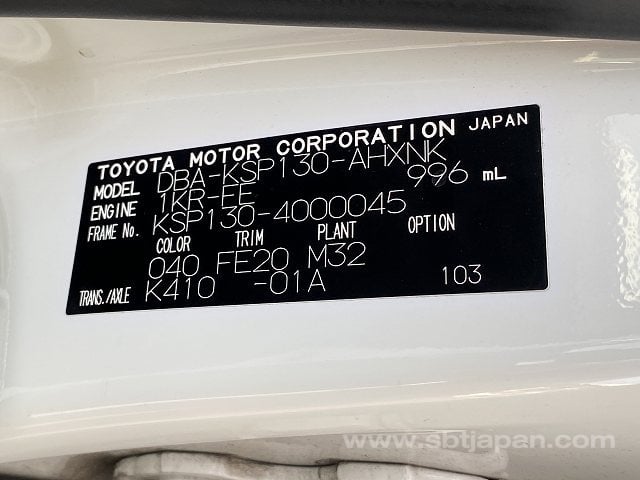 TOYOTA MOTOR CORPORATION JAPAN
MODEL DBA-KSP130-AHXNK
ENGINE 1KR-FE 996 mL
FRAME No. KSP130-4000045
COLOR TRIM PLANT OPTION
040 FE20 M32
TRANS./AXLE K410 -01A 103
www.sbtjapan.com